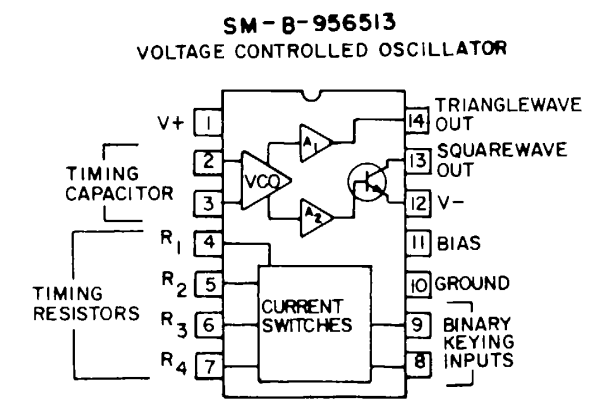 SM-B-956513
VOLTAGE CONTROLLED OSCILLATOR
V+ 1
TIMING CAPACITOR
2
3
TIMING RESISTORS
R1 4
R2 5
R3 6
R4 7
VCO
A1
A2
CURRENT
SWITCHES
14 TRIANGLEWAVE
OUT
13 SQUAREWAVE
OUT
12 V-
11 BIAS
10 GROUND
9
8
BINARY
KEYING
INPUTS